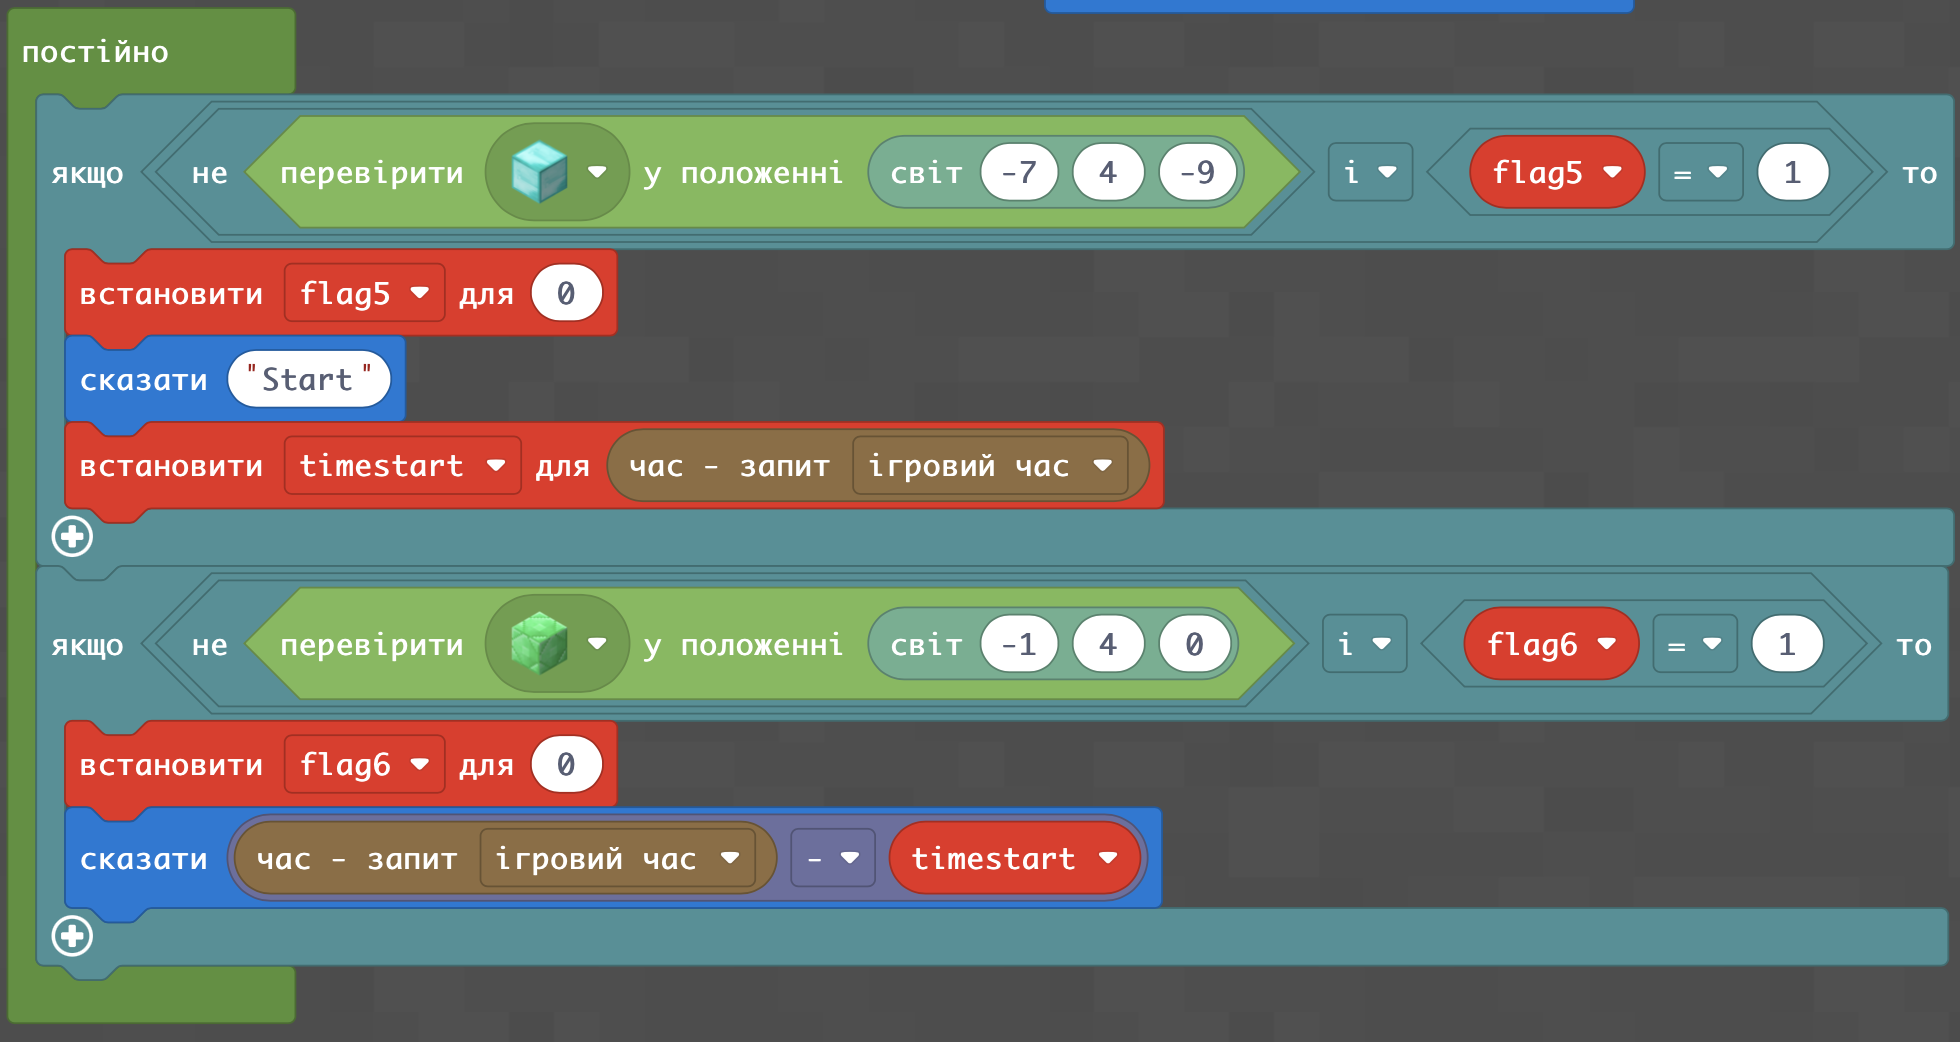 постійно
якщо не перевірити у положенні світ -7 4 -9 і flag5 = 1 то
встановити flag5 для 0
сказати "Start"
встановити timestart для час - запит ігровий час
якщо не перевірити у положенні світ -1 4 0 і flag6 = 1 то
встановити flag6 для 0
сказати час - запит ігровий час - timestart